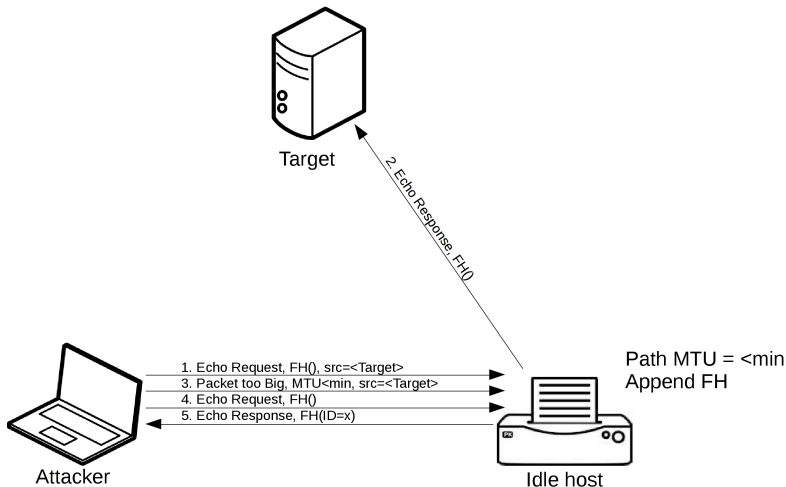 Target
2. Echo Response, FH()
1. Echo Request, FH(), src=<Target>
3. Packet too Big, MTU<min, src=<Target>
4. Echo Request, FH()
5. Echo Response, FH(ID=x)
Path MTU = <min
Append FH
Attacker
Idle host